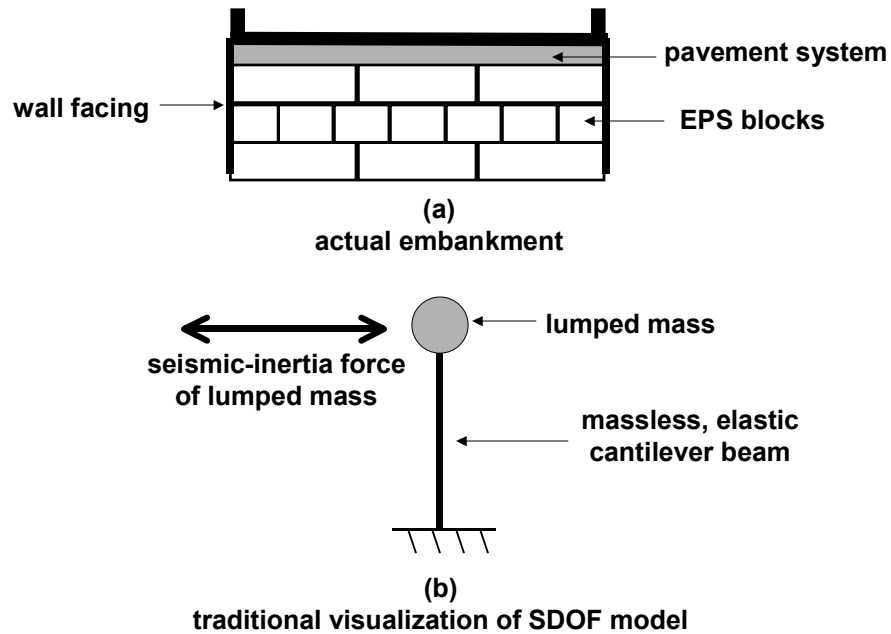 pavement system
wall facing
EPS blocks
(a)
actual embankment
lumped mass
seismic-inertia force
of lumped mass
massless, elastic
cantilever beam
(b)
traditional visualization of SDOF model